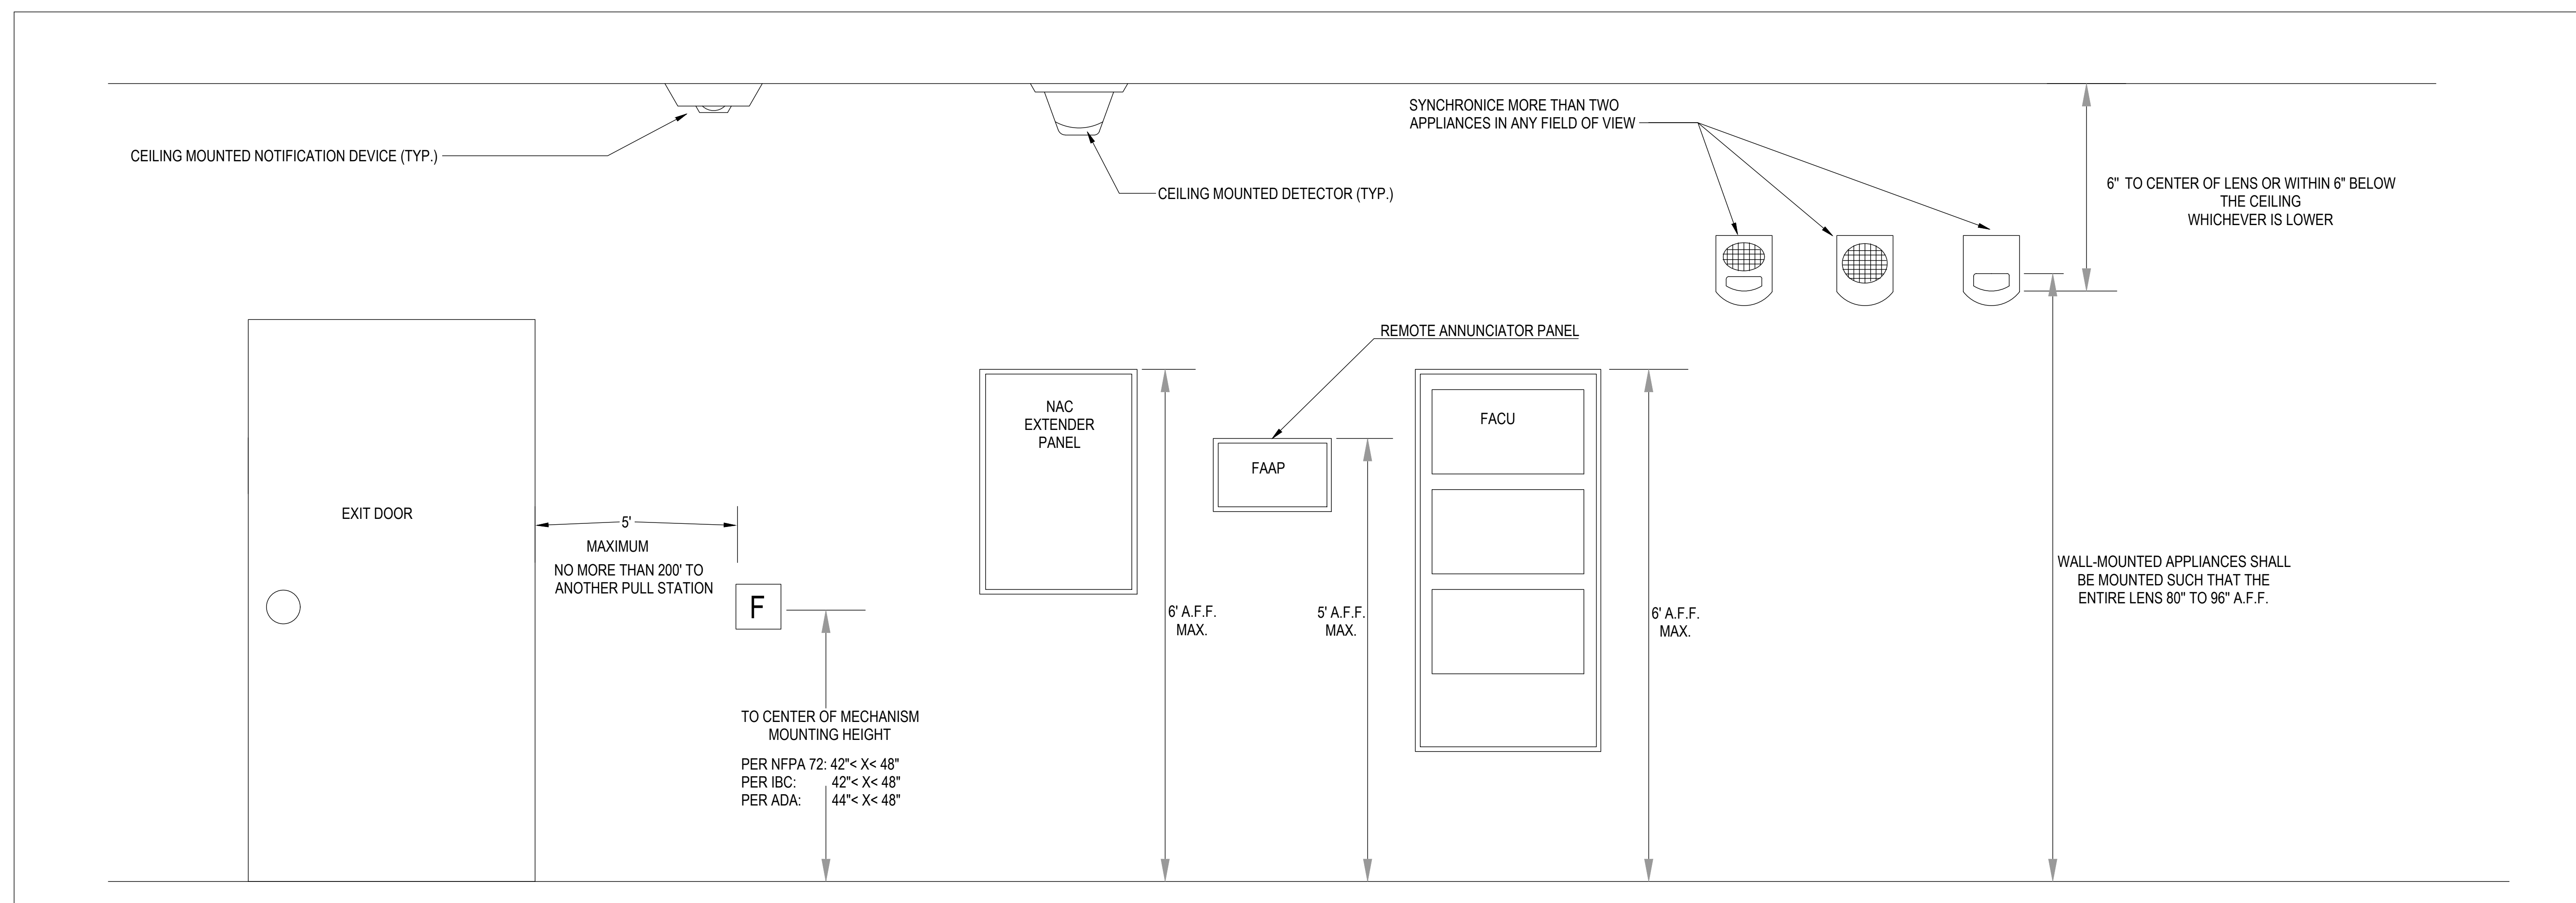 SYNCHRONICE MORE THAN TWO
APPLIANCES IN ANY FIELD OF VIEW
CEILING MOUNTED NOTIFICATION DEVICE (TYP.)
CEILING MOUNTED DETECTOR (TYP.)
6" TO CENTER OF LENS OR WITHIN 6" BELOW
THE CEILING
WHICHEVER IS LOWER
REMOTE ANNUNCIATOR PANEL
NAC
EXTENDER
PANEL
FACU
FAAP
EXIT DOOR
5'
MAXIMUM
NO MORE THAN 200' TO
ANOTHER PULL STATION
F
6' A.F.F.
MAX.
5' A.F.F.
MAX.
6' A.F.F.
MAX.
WALL-MOUNTED APPLIANCES SHALL
BE MOUNTED SUCH THAT THE
ENTIRE LENS 80" TO 96" A.F.F.
TO CENTER OF MECHANISM
MOUNTING HEIGHT
PER NFPA 72: 42"< X< 48"
PER IBC: 42"< X< 48"
PER ADA: 44"< X< 48"